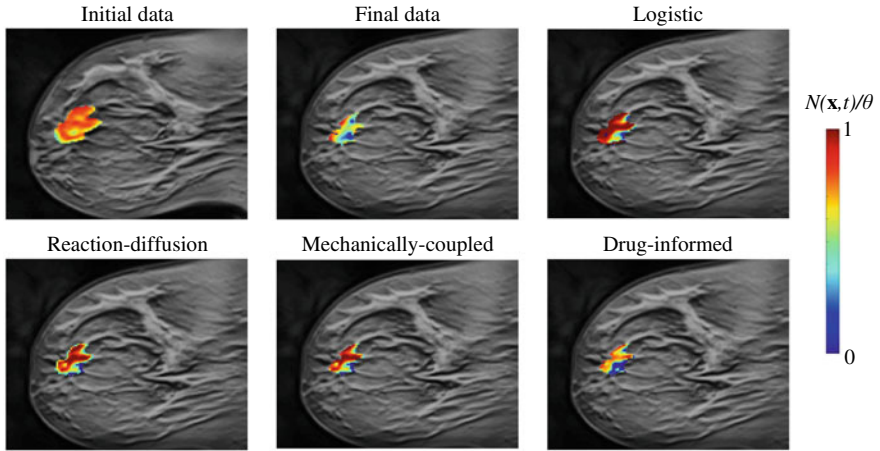 Initial data
Final data
Logistic
N(x,t)/θ
1
Reaction-diffusion
Mechanically-coupled
Drug-informed
0